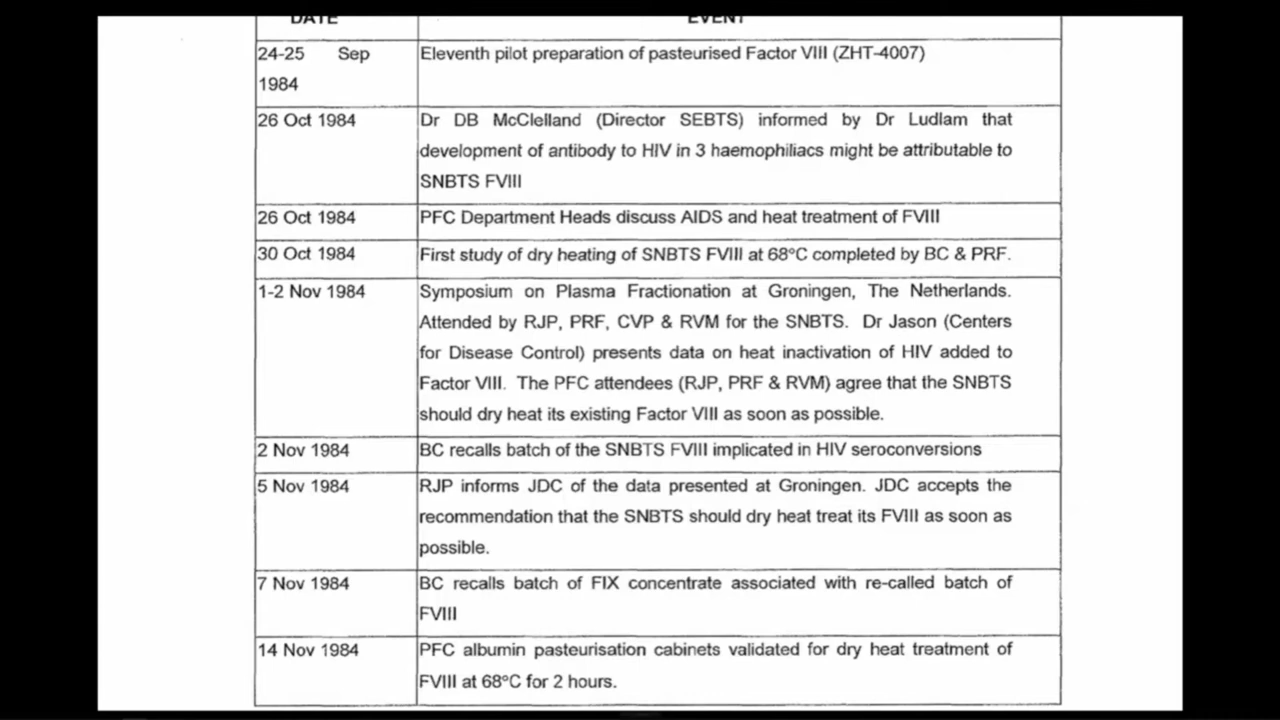 DATE EVENT
24-25 Sep Eleventh pilot preparation of pasteurised Factor VIII (ZHT-4007)
1984
26 Oct 1984 Dr DB McClelland (Director SEBTS) informed by Dr Ludlam that
development of antibody to HIV in 3 haemophiliacs might be attributable to
SNBTS FVIII
26 Oct 1984 PFC Department Heads discuss AIDS and heat treatment of FVIII
30 Oct 1984 First study of dry heating of SNBTS FVIII at 68°C completed by BC & PRF.
1-2 Nov 1984 Symposium on Plasma Fractionation at Groningen, The Netherlands.
Attended by RJP, PRF, CVP & RVM for the SNBTS. Dr Jason (Centers
for Disease Control) presents data on heat inactivation of HIV added to
Factor VIII. The PFC attendees (RJP, PRF & RVM) agree that the SNBTS
should dry heat its existing Factor VIII as soon as possible.
2 Nov 1984 BC recalls batch of the SNBTS FVIII implicated in HIV seroconversions
5 Nov 1984 RJP informs JDC of the data presented at Groningen. JDC accepts the
recommendation that the SNBTS should dry heat treat its FVIII as soon as
possible.
7 Nov 1984 BC recalls batch of FIX concentrate associated with re-called batch of
FVIII
14 Nov 1984 PFC albumin pasteurisation cabinets validated for dry heat treatment of
FVIII at 68°C for 2 hours.